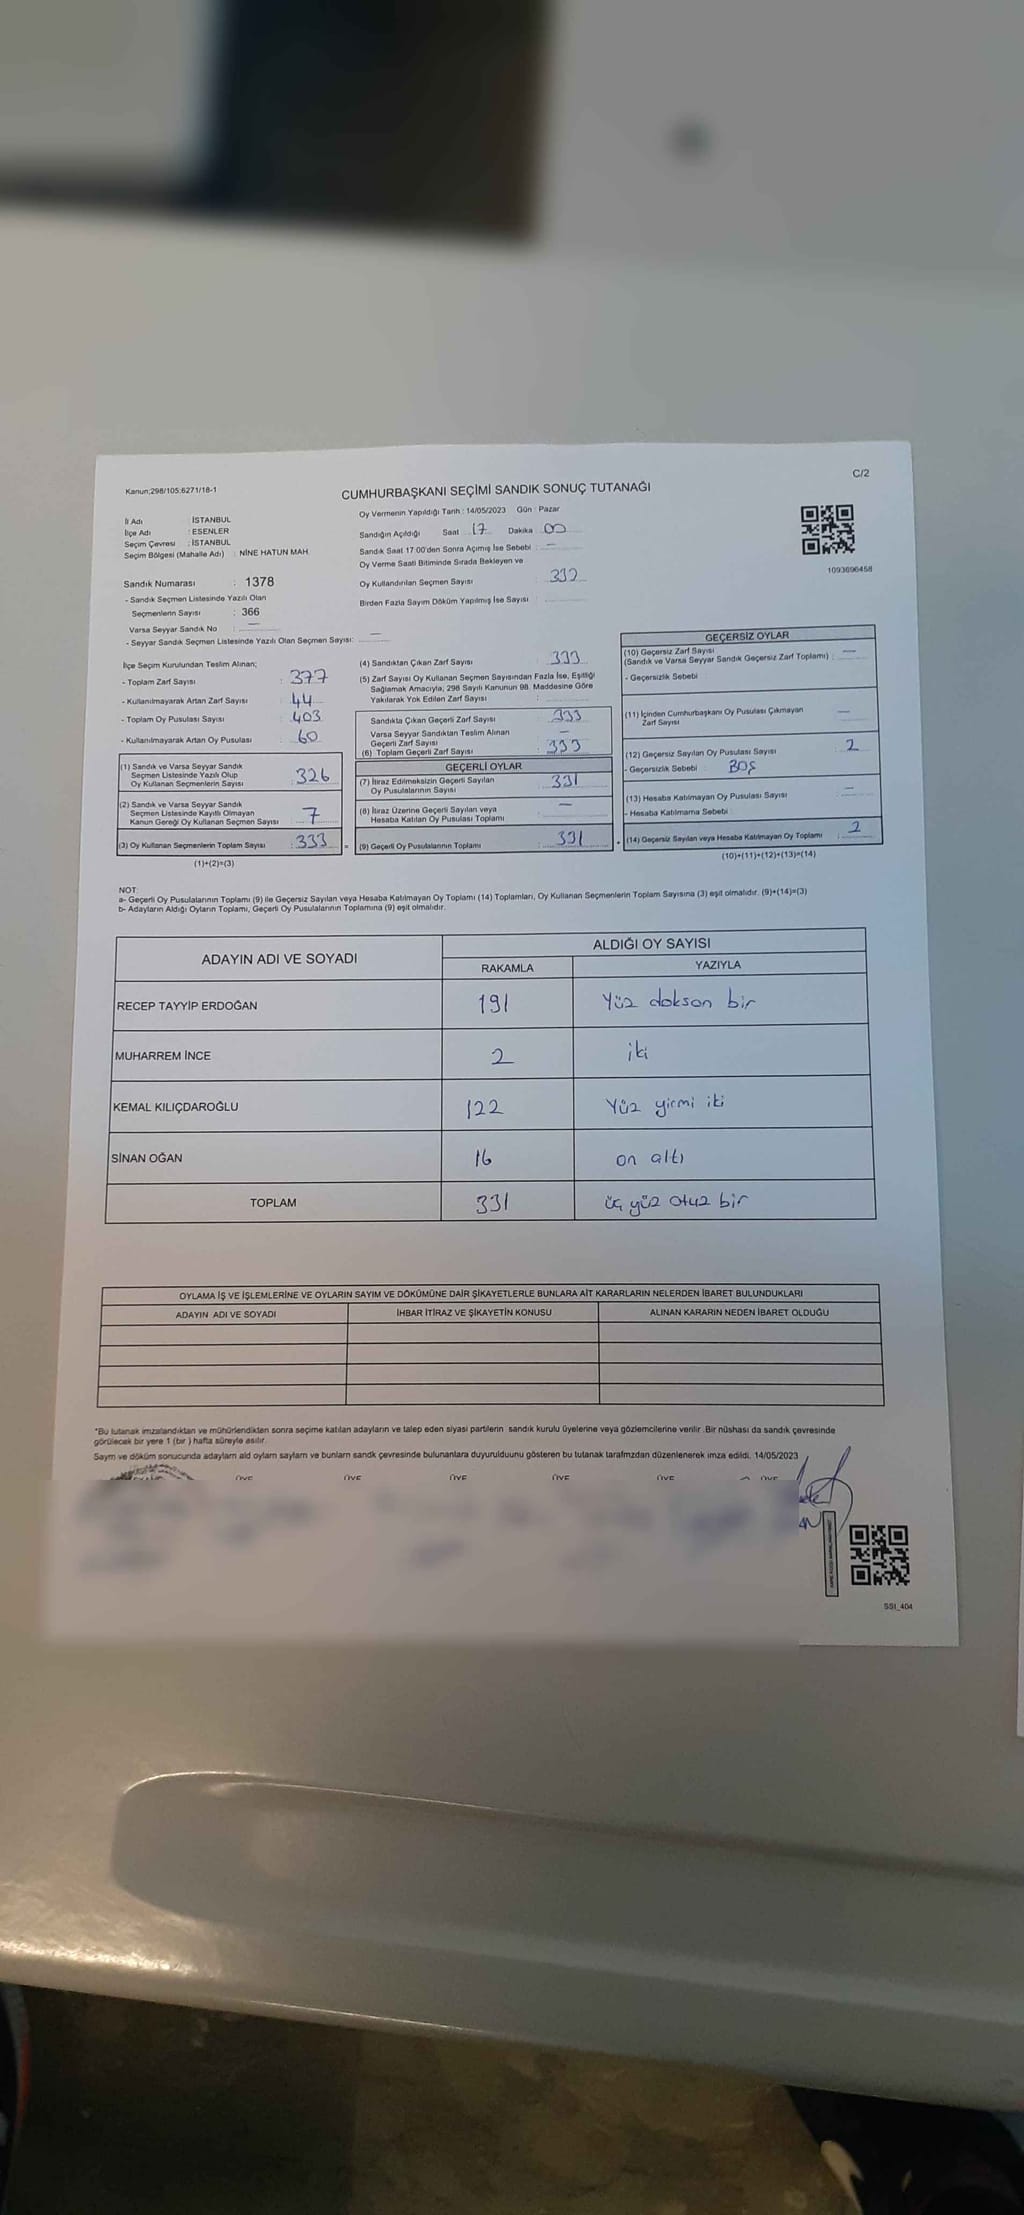 Kanun;298/105:6271/18-1
C/2
CUMHURBAŞKANI SEÇİMİ SANDIK SONUÇ TUTANAĞI
İl Adı : İSTANBUL
İlçe Adı : ESENLER
Seçim Çevresi : İSTANBUL
Seçim Bölgesi (Mahalle Adı) : NİNE HATUN MAH
Sandık Numarası : 1378
- Sandık Seçmen Listesinde Yazılı Olan
Seçmenlerin Sayısı : 366
Varsa Seyyar Sandık No : —
- Seyyar Sandık Seçmen Listesinde Yazılı Olan Seçmen Sayısı: —
Oy Vermenin Yapıldığı Tarih : 14/05/2023 Gün : Pazar
Sandığın Açıldığı Saat 17 Dakika 00
Sandık Saat 17:00'den Sonra Açımış İse Sebebi : —
Oy Verme Saati Bitiminde Sırada Bekleyen ve
Oy Kullandırılan Seçmen Sayısı :
Birden Fazla Sayım Döküm Yapılmış İse Sayısı :
1093696458
İlçe Seçim Kurulundan Teslim Alınan;
- Toplam Zarf Sayısı : 377
- Kullanılmayarak Artan Zarf Sayısı : 44
- Toplam Oy Pusulası Sayısı : 403
- Kullanılmayarak Artan Oy Pusulası : 60
(1) Sandık ve Varsa Seyyar Sandık
Seçmen Listesinde Yazılı Olup
Oy Kullanan Seçmenlerin Sayısı : 326
(2) Sandık ve Varsa Seyyar Sandık
Seçmen Listesinde Kayıtlı Olmayan
Kanun Gereği Oy Kullanan Seçmen Sayısı : 7
(3) Oy Kullanan Seçmenlerin Toplam Sayısı : 333 =
(1)+(2)=(3)
(4) Sandıktan Çıkan Zarf Sayısı : 333
(5) Zarf Sayısı Oy Kullanan Seçmen Sayısından Fazla İse, Eşitliği
Sağlamak Amacıyla; 298 Sayılı Kanunun 98. Maddesine Göre
Yakılarak Yok Edilen Zarf Sayısı :
Sandıkta Çıkan Geçerli Zarf Sayısı : 333
Varsa Seyyar Sandıktan Teslim Alınan
Geçerli Zarf Sayısı : —
(6) Toplam Geçerli Zarf Sayısı : 333
GEÇERLİ OYLAR
(7) İtiraz Edilmeksizin Geçerli Sayılan
Oy Pusulalarının Sayısı : 331
(8) İtiraz Üzerine Geçerli Sayılan veya
Hesaba Katılan Oy Pusulası Toplamı : —
(9) Geçerli Oy Pusulalarının Toplamı : 331 +
GEÇERSİZ OYLAR
(10) Geçersiz Zarf Sayısı
(Sandık ve Varsa Seyyar Sandık Geçersiz Zarf Toplamı) : —
- Geçersizlik Sebebi :
(11) İçinden Cumhurbaşkanı Oy Pusulası Çıkmayan
Zarf Sayısı : —
(12) Geçersiz Sayılan Oy Pusulası Sayısı : 2
- Geçersizlik Sebebi : BOŞ
(13) Hesaba Katılmayan Oy Pusulası Sayısı : —
- Hesaba Katılmama Sebebi :
(14) Geçersiz Sayılan veya Hesaba Katılmayan Oy Toplamı : 2
(10)+(11)+(12)+(13)=(14)
NOT:
a- Geçerli Oy Pusulalarının Toplamı (9) ile Geçersiz Sayılan veya Hesaba Katılmayan Oy Toplamı (14) Toplamları, Oy Kullanan Seçmenlerin Toplam Sayısına (3) eşit olmalıdır. (9)+(14)=(3)
b- Adayların Aldığı Oyların Toplamı, Geçerli Oy Pusulalarının Toplamına (9) eşit olmalıdır.
ADAYIN ADI VE SOYADI
ALDIĞI OY SAYISI
RAKAMLA YAZIYLA
RECEP TAYYİP ERDOĞAN 191 Yüz dokson bir
MUHARREM İNCE 2 iki
KEMAL KILIÇDAROĞLU 122 Yüz yirmi iki
SİNAN OĞAN 16 on altı
TOPLAM 331 üç yüz otuz bir
OYLAMA İŞ VE İŞLEMLERİNE VE OYLARIN SAYIM VE DÖKÜMÜNE DAİR ŞİKAYETLERLE BUNLARA AİT KARARLARIN NELERDEN İBARET BULUNDUKLARI
ADAYIN ADI VE SOYADI İHBAR İTİRAZ VE ŞİKAYETİN KONUSU ALINAN KARARIN NEDEN İBARET OLDUĞU
*Bu tutanak imzalandıktan ve mühürlendikten sonra seçime katılan adayların ve talep eden siyasi partilerin sandık kurulu üyelerine veya gözlemcilerine verilir .Bir nüshası da sandık çevresinde
görülecek bir yere 1 (bir ) hafta süreyle asılır.
Saym ve döküm sonucunda adaylarn ald oylarn saylarn ve bunlarn sandk çevresinde bulunanlara duyurulduunu gösteren bu tutanak tarafmzdan düzenlenerek imza edildi. 14/05/2023
ÜYE ÜYE ÜYE ÜYE ÜYE ÜYE
SSI_404